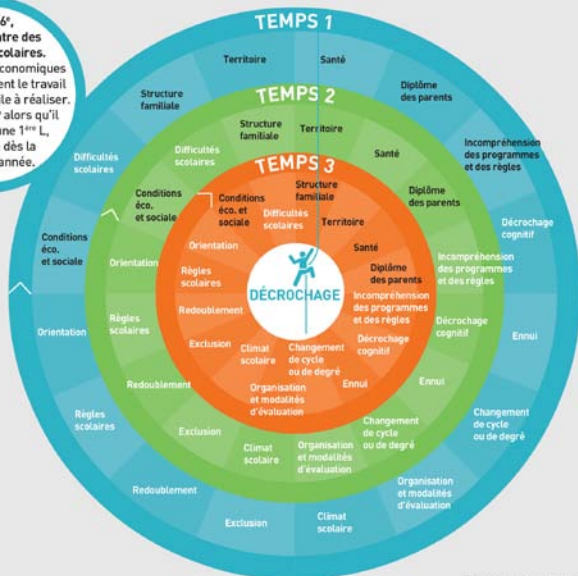 6e,
ntre des
colaires.
conomiques
ent le travail
ile à réaliser.
alors qu'il
une 1ère L,
dès la
année.
TEMPS 1
Territoire
Santé
Structure
familiale
Diplôme
des parents
Difficultés
scolaires
Incompréhension
des programmes
et des règles
Conditions
éco.
et sociale
Décrochage
cognitif
Orientation
Ennui
Règles
scolaires
Changement
de cycle
ou de degré
Redoublement
Organisation
et modalités
d'évaluation
Exclusion
Climat
scolaire
TEMPS 2
Structure
familiale
Territoire
Difficultés
scolaires
Santé
Conditions
éco.
et sociale
Diplôme
des parents
Orientation
Incompréhension
des programmes
et des règles
Règles
scolaires
Décrochage
cognitif
Redoublement
Ennui
Exclusion
Changement
de cycle
ou de degré
Climat
scolaire
Organisation
et modalités
d'évaluation
TEMPS 3
Conditions
éco.
et sociale
Difficultés
scolaires
Structure
familiale
Territoire
Orientation
Santé
Règles
scolaires
Diplôme
des parents
Redoublement
Incompréhension
des programmes
et des règles
Exclusion
Décrochage
cognitif
Climat
scolaire
Changement
de cycle
ou de degré
Ennui
Organisation
et modalités
d'évaluation
DÉCROCHAGE